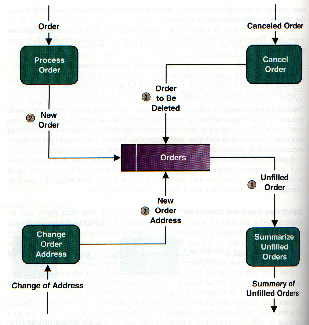 Order
Canceled Order
Process
Order
Cancel
Order
Order
to Be
Deleted
New
Order
Orders
Unfilled
Order
New
Order
Address
Change
Order
Address
Summarize
Unfilled
Orders
Change of Address
Summary of
Unfilled Orders